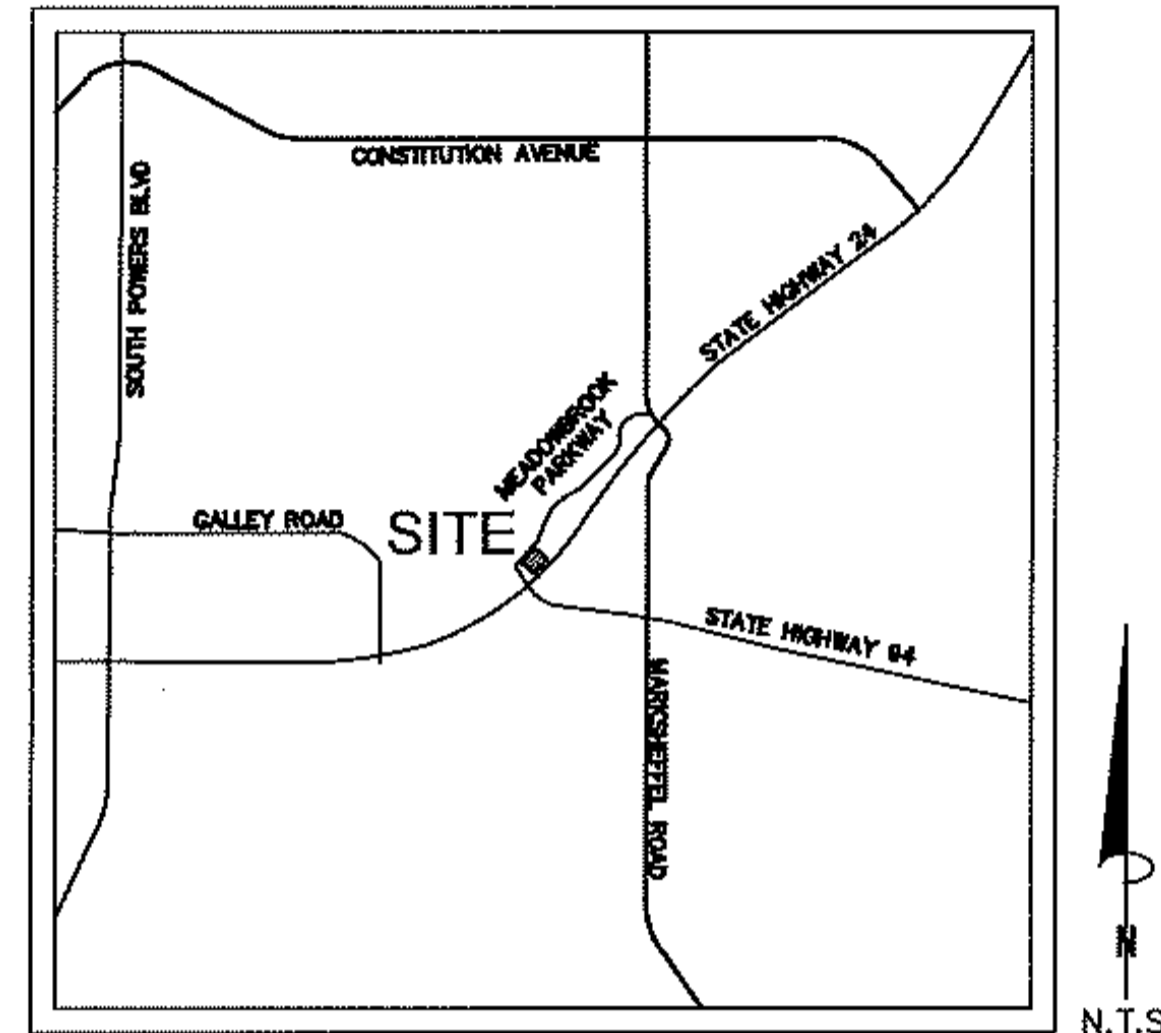 CONSTITUTION AVENUE
SOUTH POWERS BLVD
STATE HIGHWAY 24
MEADOWBROOK
PARKWAY
GALLEY ROAD
SITE
STATE HIGHWAY 94
MARKSHEFFEL ROAD
N
N.T.S